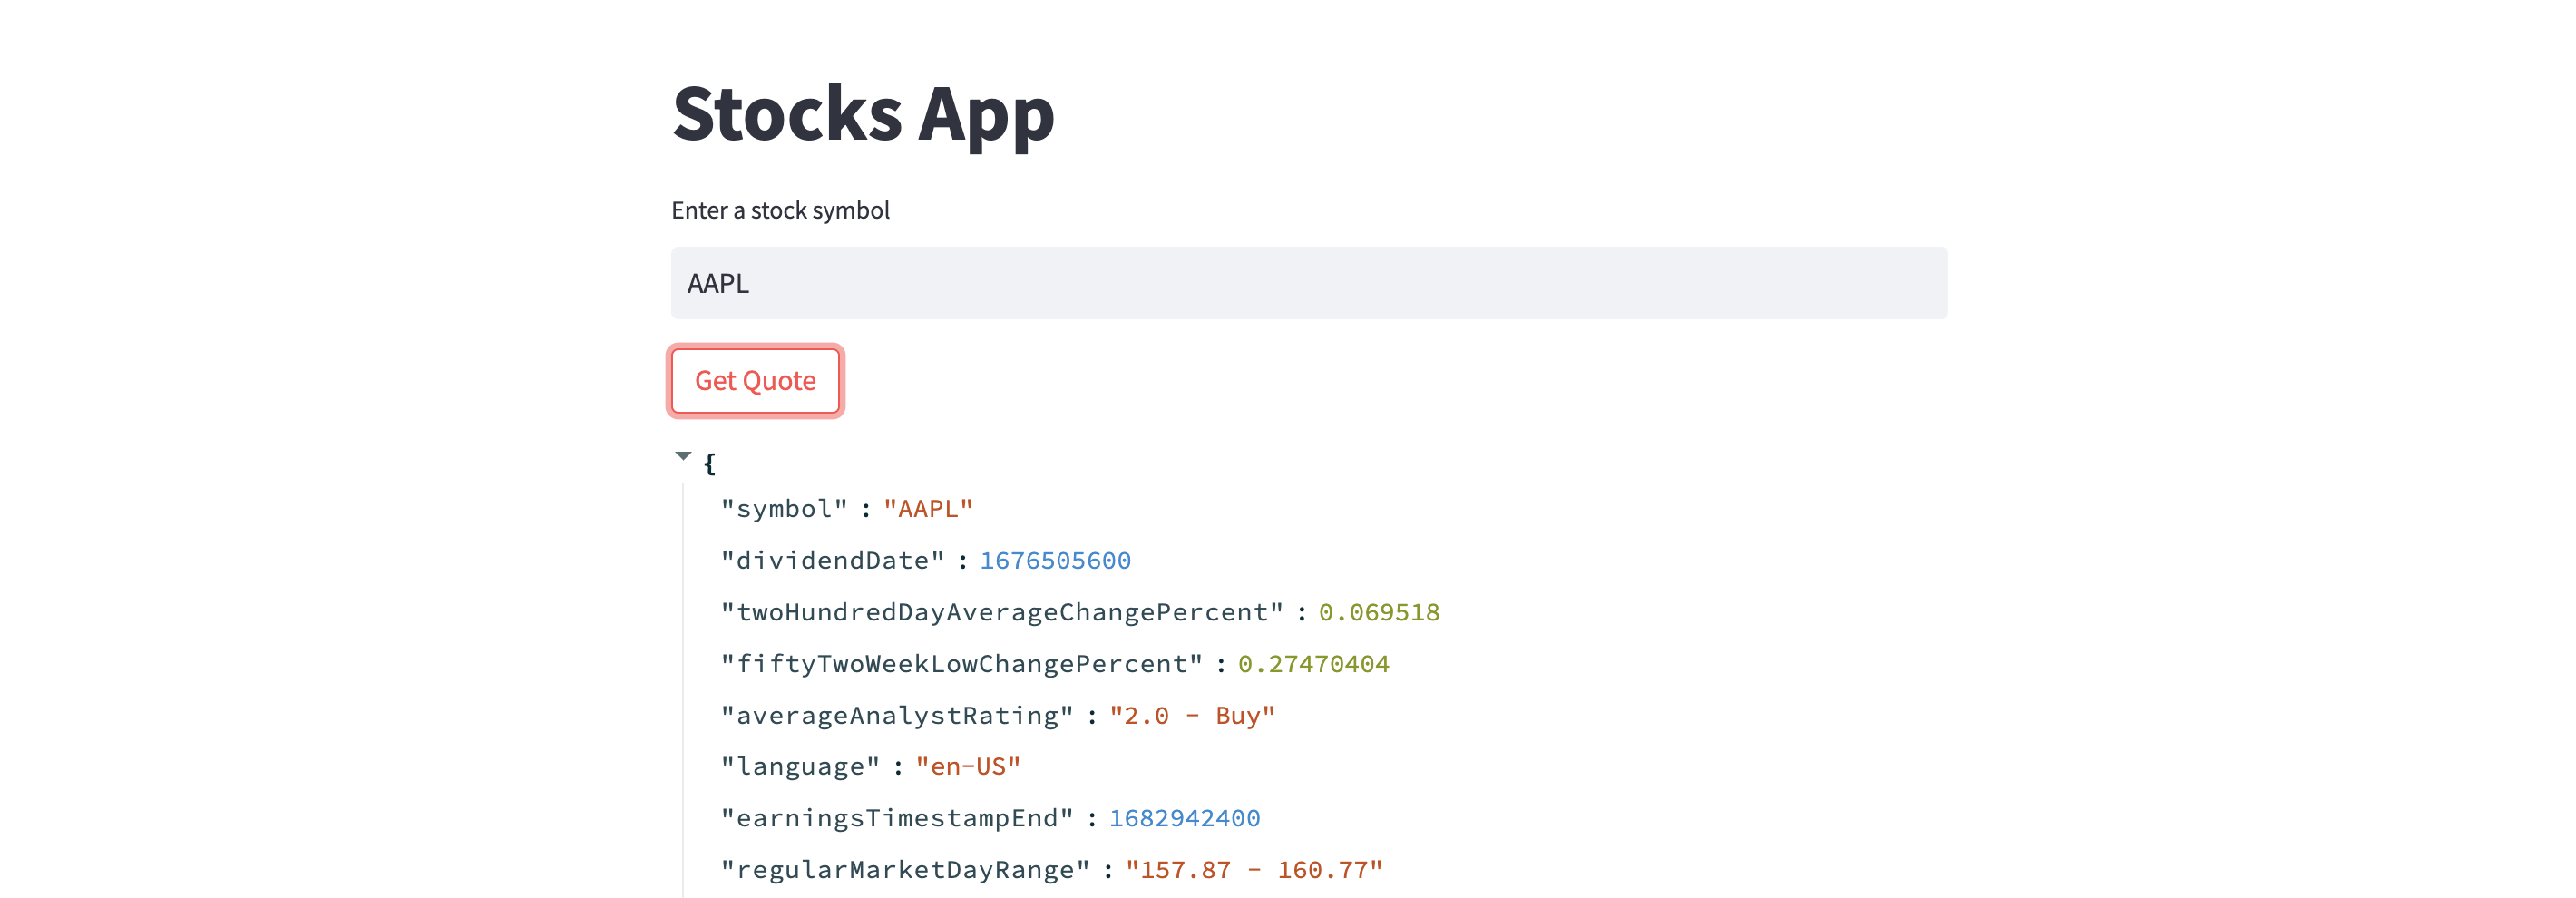 Stocks App
Enter a stock symbol
AAPL
Get Quote
{
"symbol" : "AAPL"
"dividendDate" : 1676505600
"twoHundredDayAverageChangePercent" : 0.069518
"fiftyTwoWeekLowChangePercent" : 0.27470404
"averageAnalystRating" : "2.0 - Buy"
"language" : "en-US"
"earningsTimestampEnd" : 1682942400
"regularMarketDayRange" : "157.87 - 160.77"